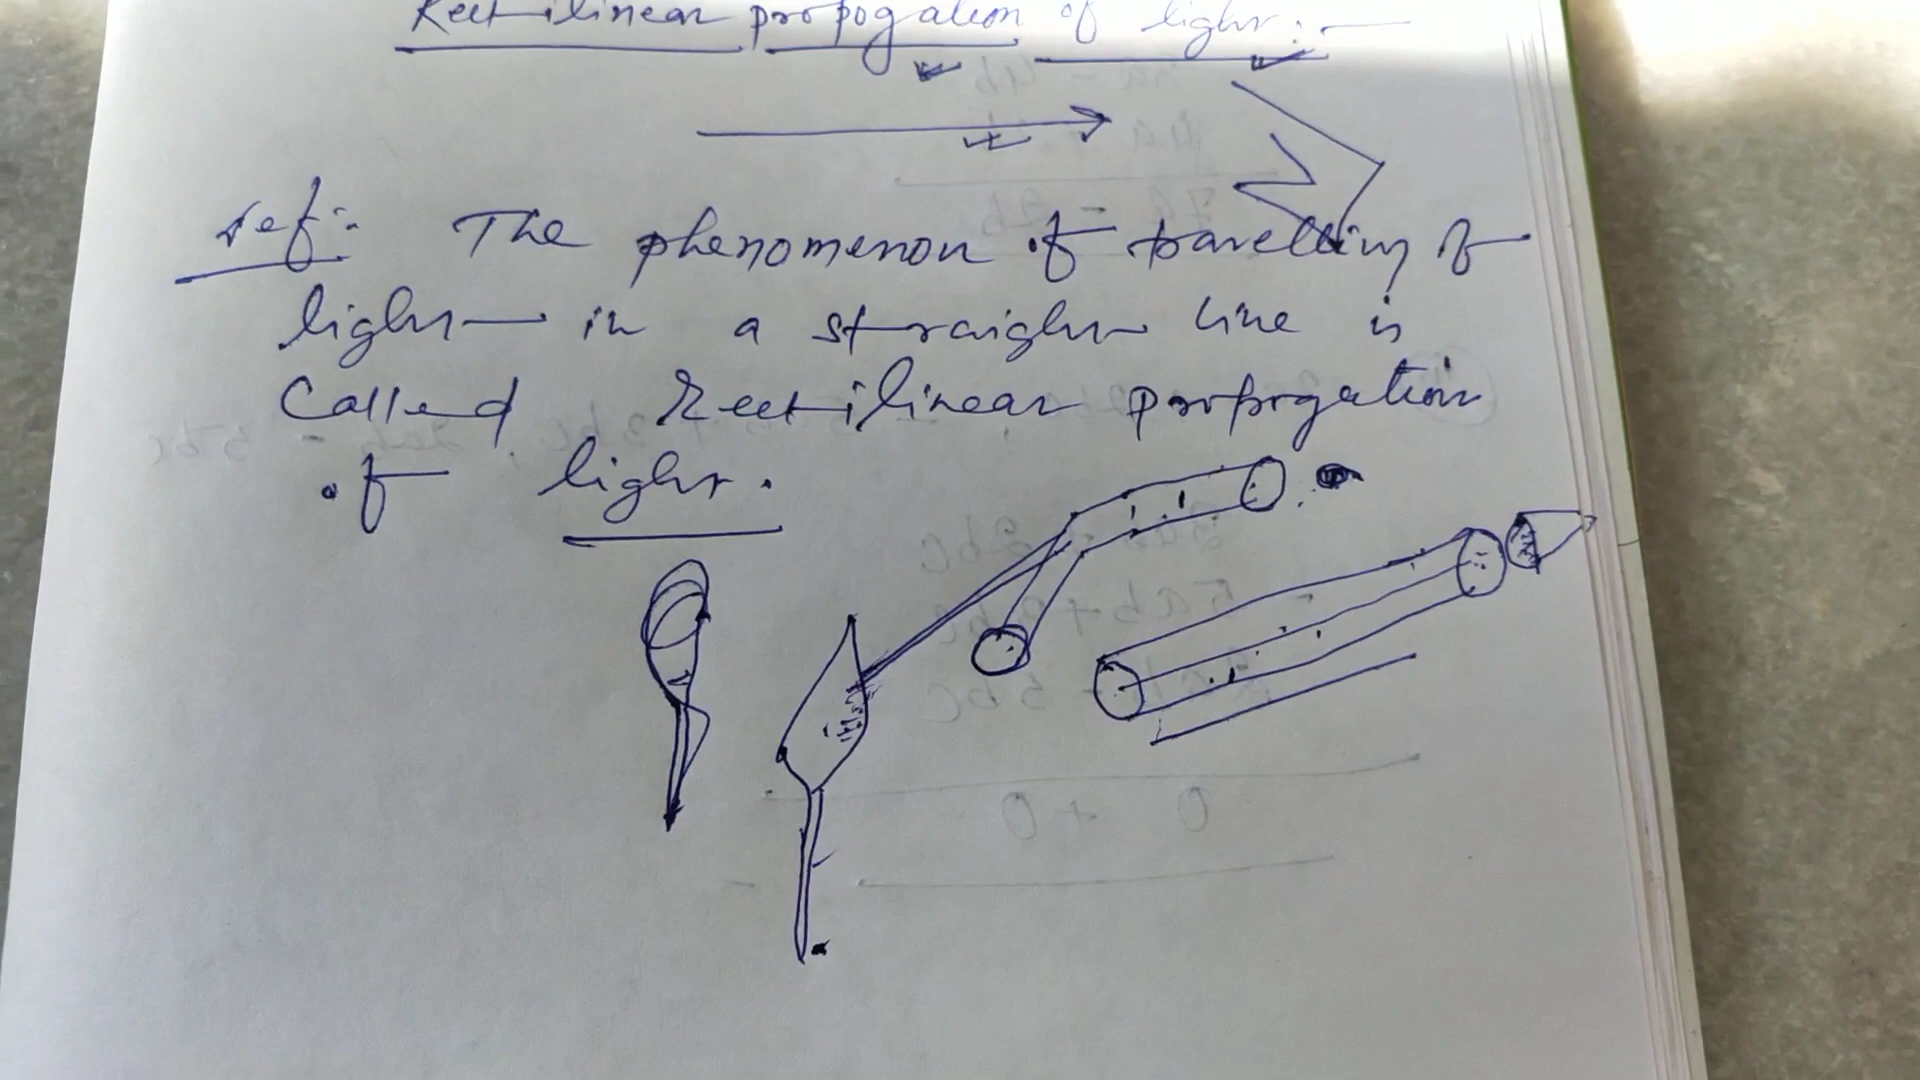 Rectilinear propogation of light:-
def:- The phenomenon of travelling of
light in a straight line is
Called Rectilinear propogation
of light.